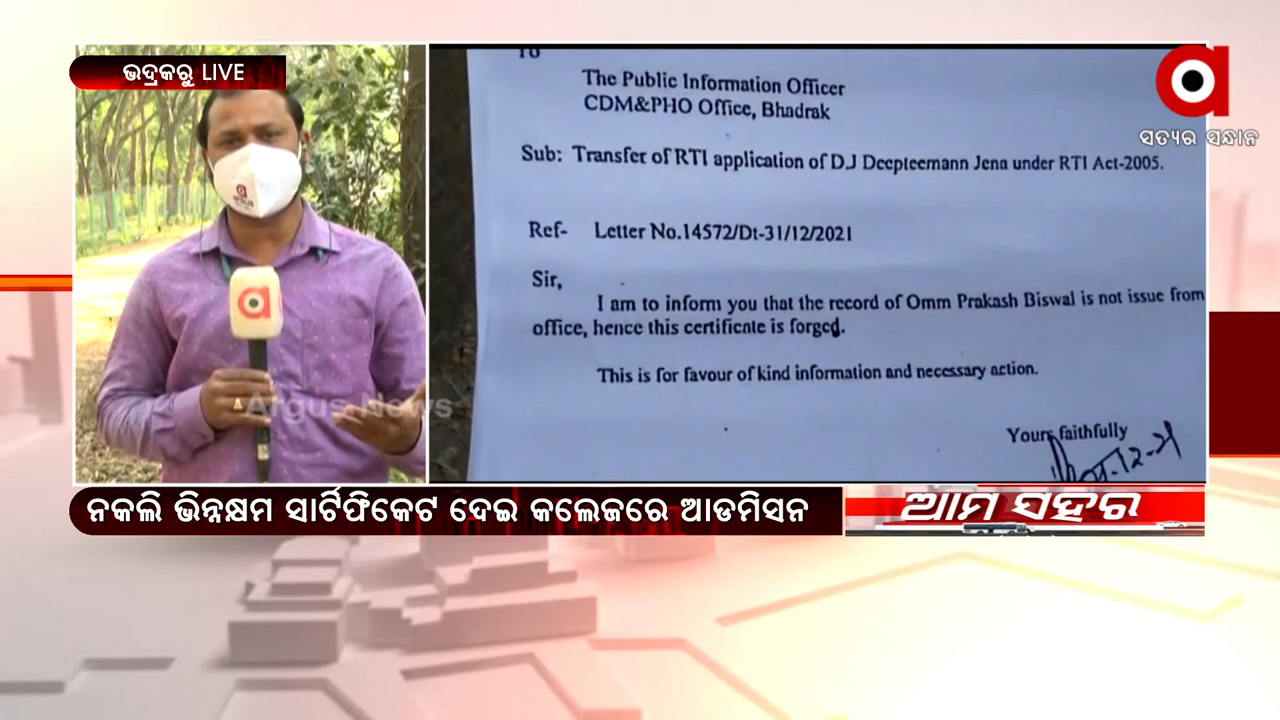 ଭଦ୍ରକରୁ LIVE
ସତ୍ୟର ସନ୍ଧାନ
To
The Public Information Officer
CDM&PHO Office, Bhadrak
Sub: Transfer of RTI application of D.J Deepteemann Jena under RTI Act-2005.
Ref- Letter No.14572/Dt-31/12/2021
Sir,
I am to inform you that the record of Omm Prakash Biswal is not issue from
office, hence this certificate is forged.
This is for favour of kind information and necessary action.
Yours faithfully
Argus News
ନକଲି ଭିନ୍ନକ୍ଷମ ସାର୍ଟିଫିକେଟ ଦେଇ କଲେଜରେ ଆଡମିସନ
ଆମ ସହର